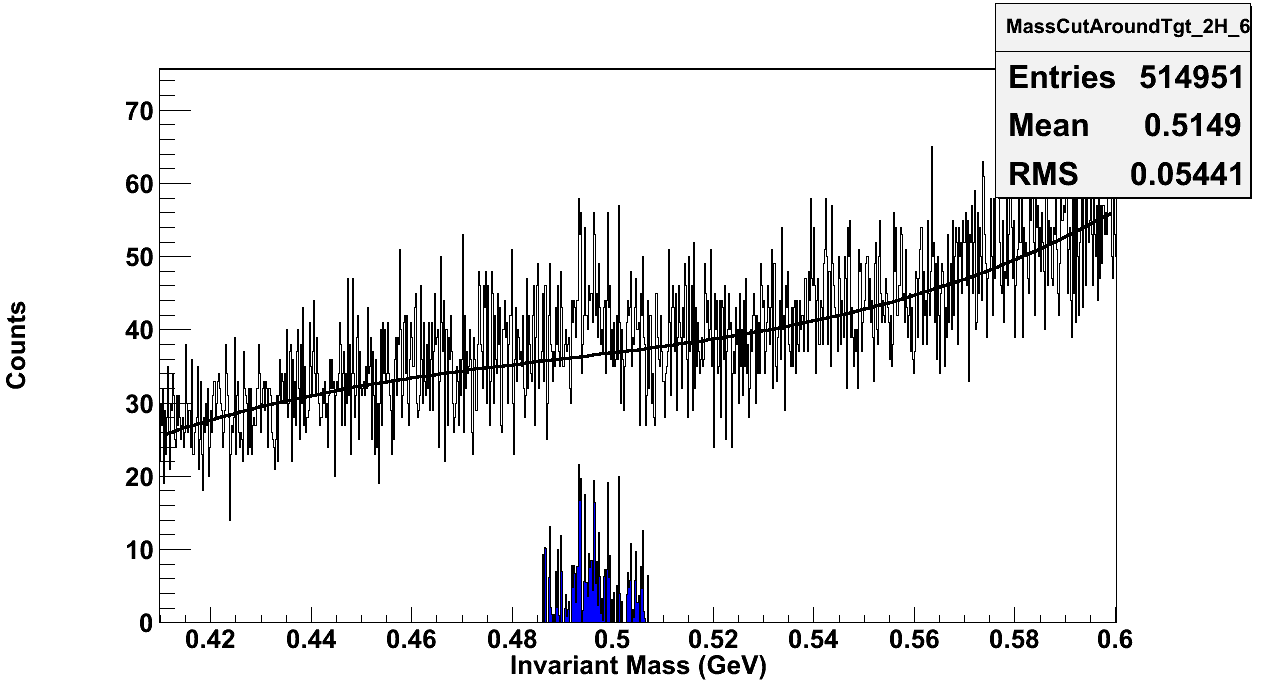 MassCutAroundTgt_2H_6
Entries 514951
Mean 0.5149
RMS 0.05441
70
60
50
40
30
20
10
0
Counts
0.42 0.44 0.46 0.48 0.5 0.52 0.54 0.56 0.58 0.6
Invariant Mass (GeV)